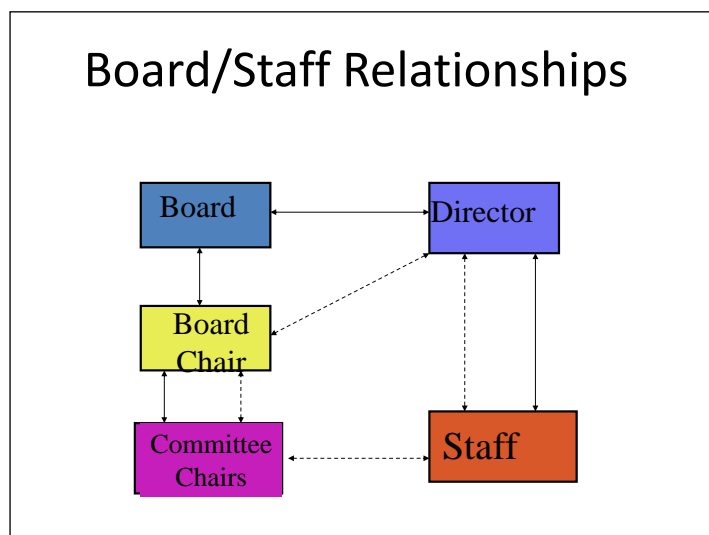 Board/Staff Relationships
Board
Director
Board
Chair
Committee
Chairs
Staff